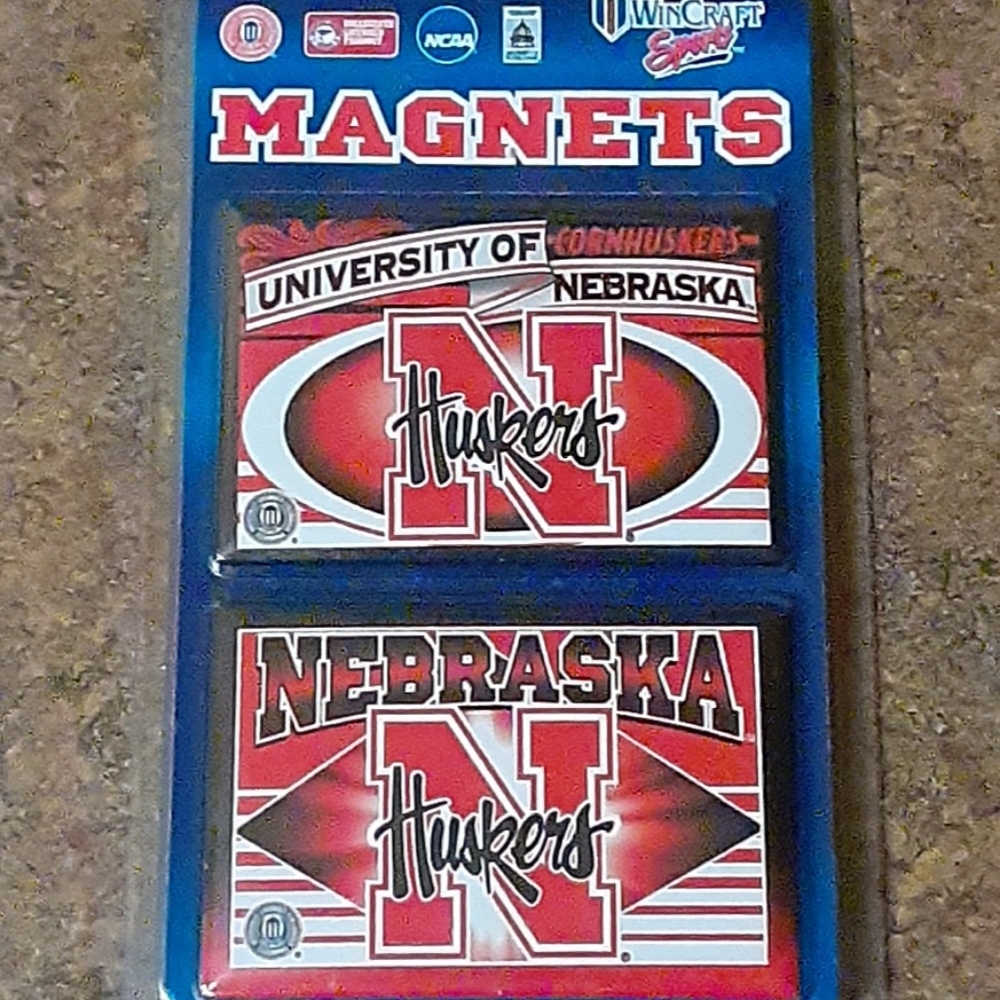 NCAA
WINCRAFT
Sports
MAGNETS
UNIVERSITY OF
CORNHUSKERS
NEBRASKA
Huskers
N
NEBRASKA
Huskers
N